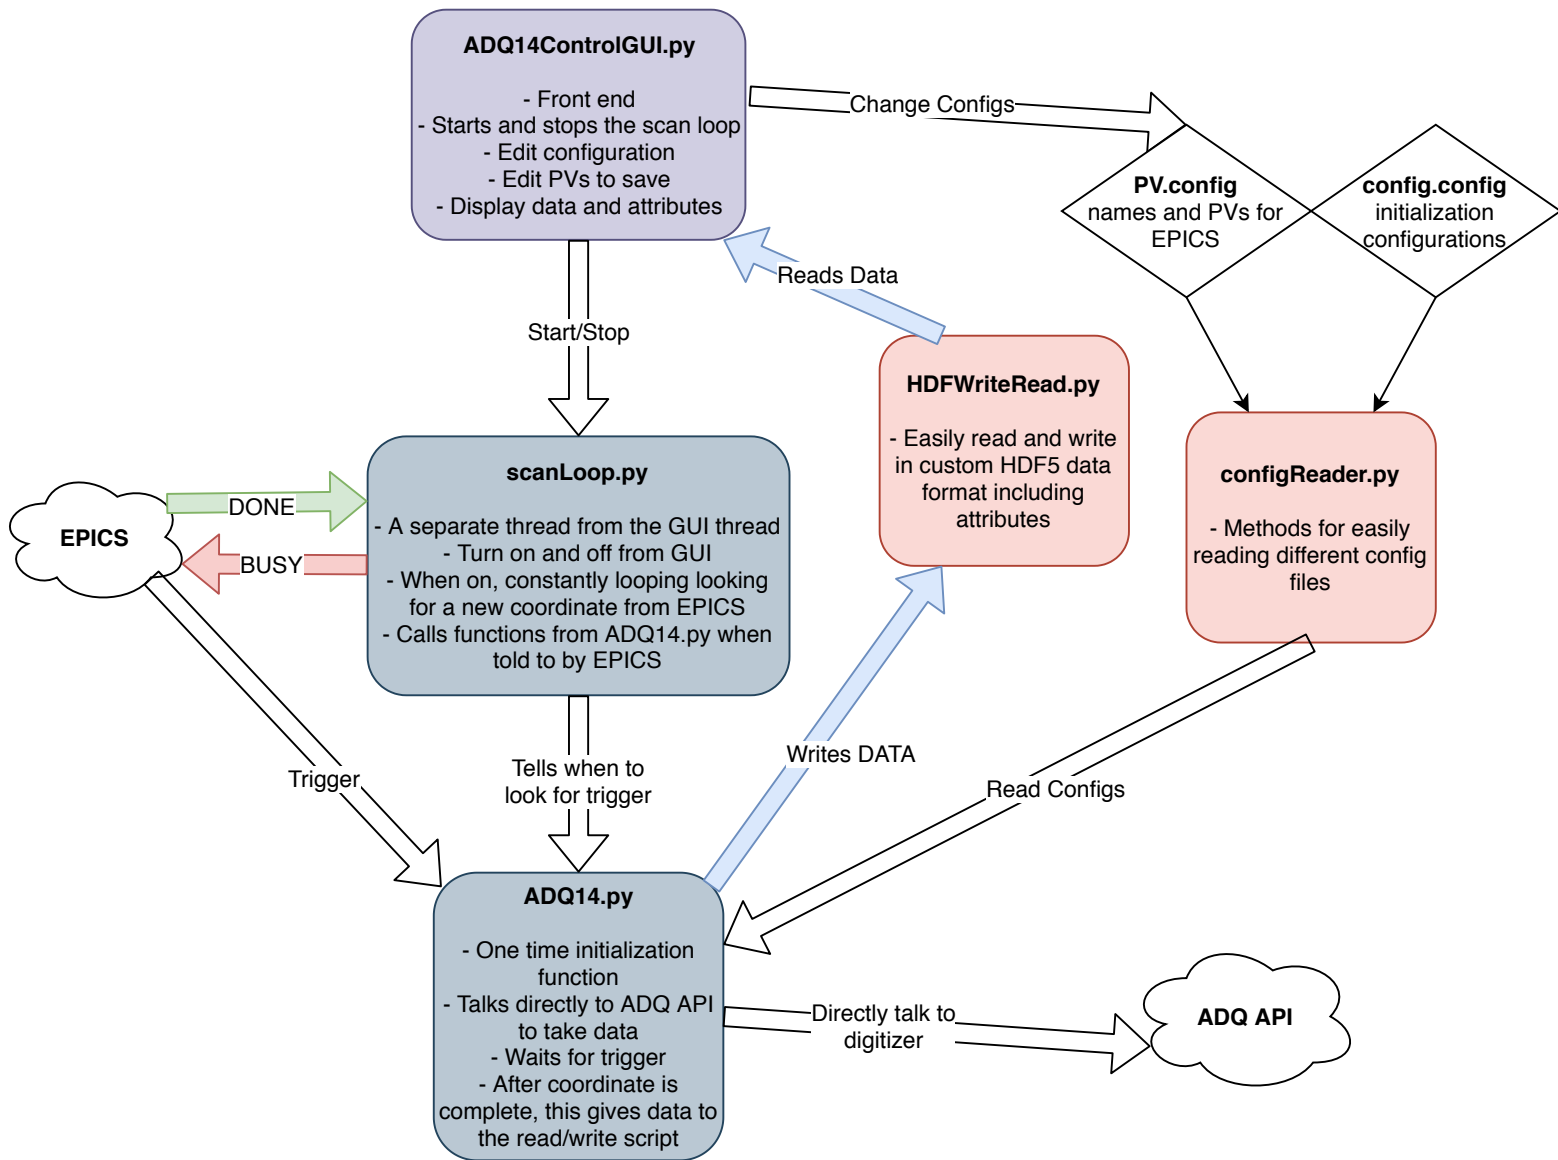 ADQ14ControlGUI.py
- Front end
- Starts and stops the scan loop
- Edit configuration
- Edit PVs to save
- Display data and attributes
Change Configs
PV.config
names and PVs for
EPICS
config.config
initialization
configurations
Reads Data
Start/Stop
HDFWriteRead.py
- Easily read and write
in custom HDF5 data
format including
attributes
configReader.py
- Methods for easily
reading different config
files
scanLoop.py
- A separate thread from the GUI thread
- Turn on and off from GUI
- When on, constantly looping looking
for a new coordinate from EPICS
- Calls functions from ADQ14.py when
told to by EPICS
EPICS
DONE
BUSY
Trigger
Tells when to
look for trigger
Writes DATA
Read Configs
ADQ14.py
- One time initialization
function
- Talks directly to ADQ API
to take data
- Waits for trigger
- After coordinate is
complete, this gives data to
the read/write script
Directly talk to
digitizer
ADQ API